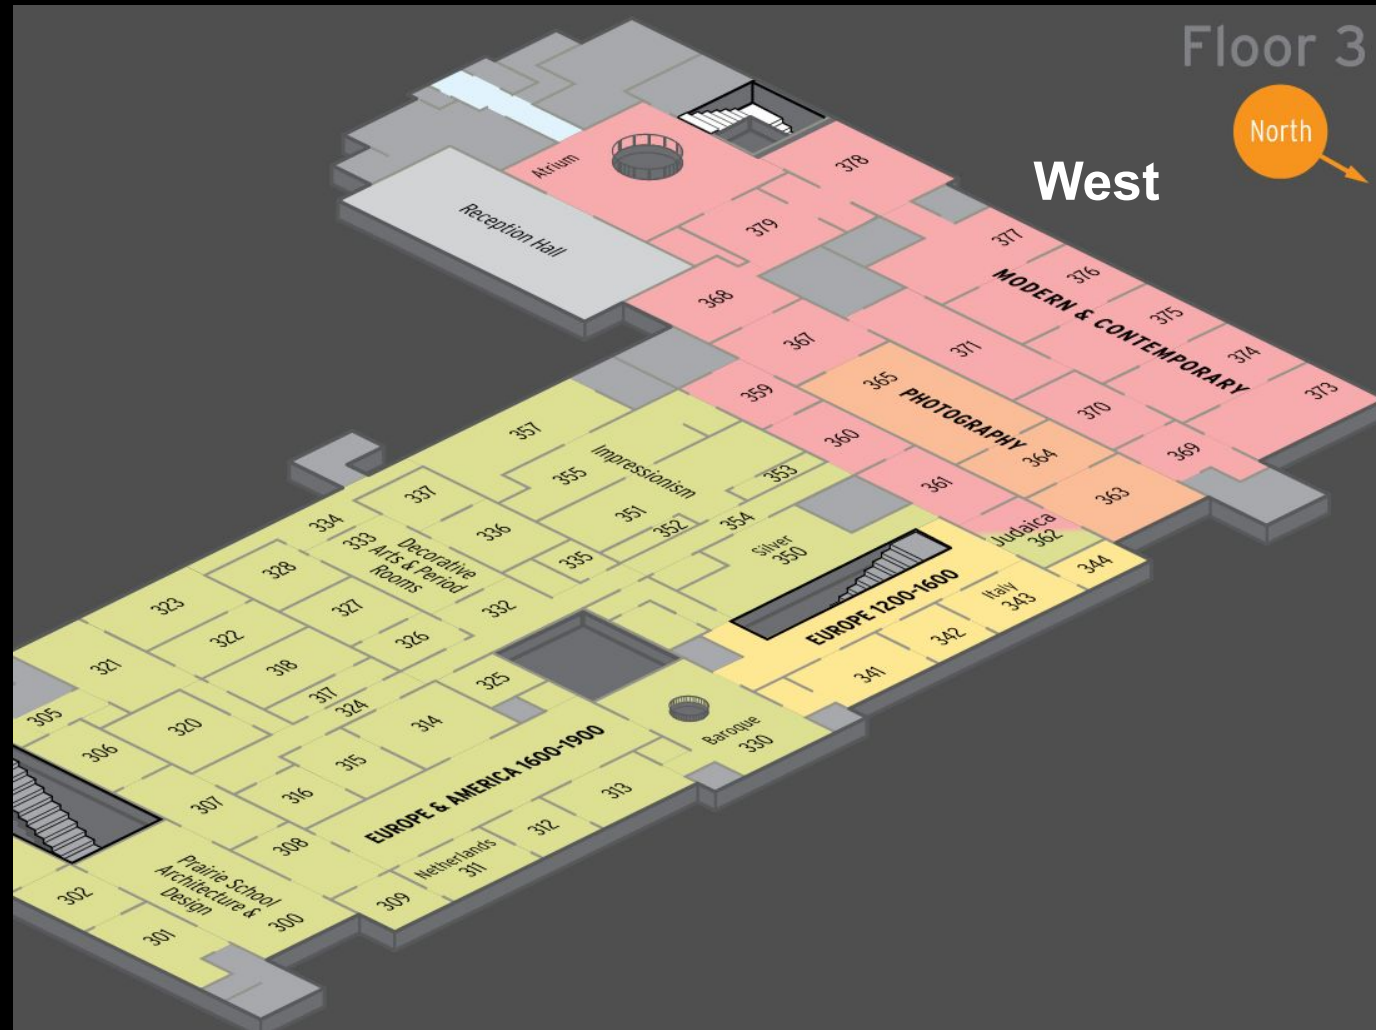 Floor 3
North
West
Atrium
378
Reception Hall
379
377
376
375
374
373
MODERN & CONTEMPORARY
368
367
371
370
369
365
PHOTOGRAPHY
364
363
359
360
361
Judaica
362
357
Impressionism
355
353
351
352
354
Silver
350
337
336
335
334
333
Decorative
Arts & Period
Rooms
332
328
327
326
323
322
321
318
317
324
325
320
314
315
316
305
306
307
308
EUROPE 1200-1600
344
Italy
343
342
341
Baroque
330
EUROPE & AMERICA 1600-1900
313
312
Netherlands
311
309
Prairie School
Architecture &
Design
300
302
301